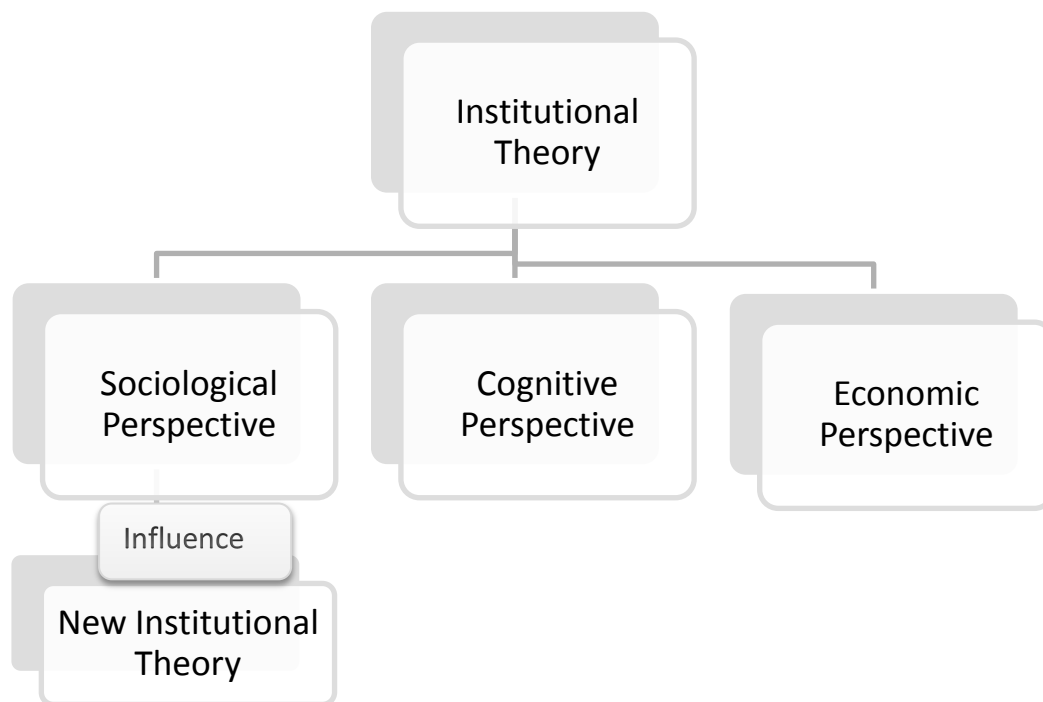 Institutional
Theory
Sociological
Perspective
Cognitive
Perspective
Economic
Perspective
Influence
New Institutional
Theory